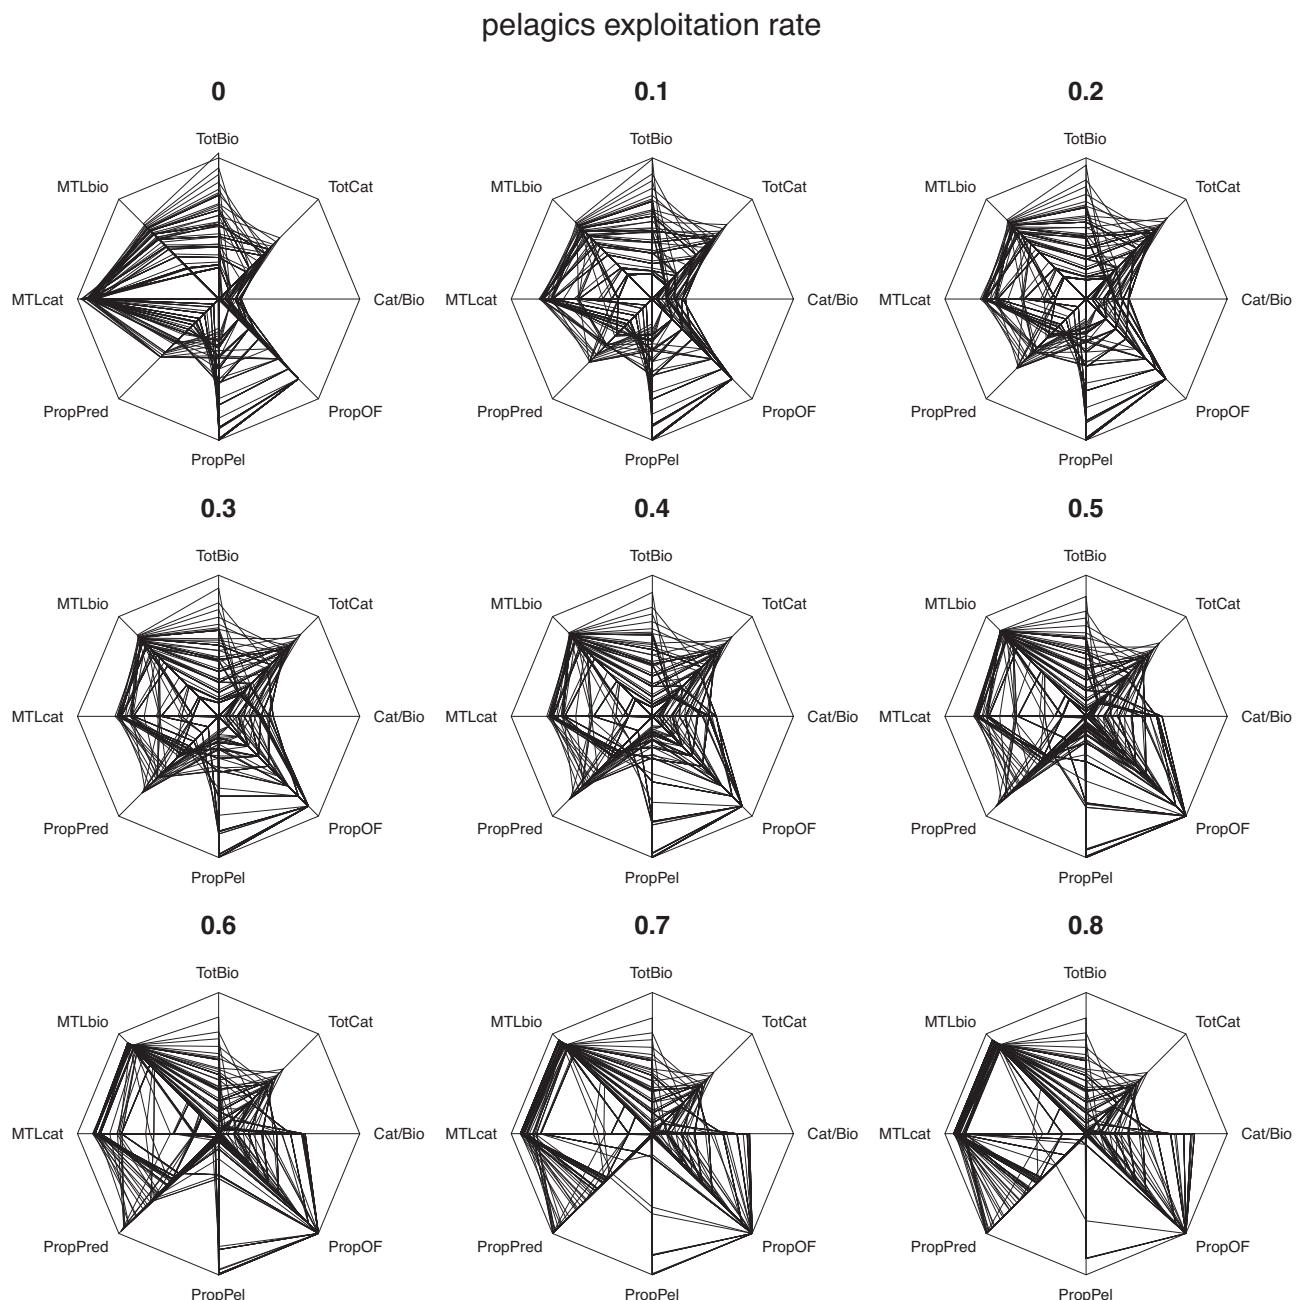 pelagics exploitation rate
0
0.1
0.2
TotBio
TotBio
TotBio
MTLbio
TotCat
MTLbio
TotCat
MTLbio
TotCat
MTLcat
Cat/Bio
MTLcat
Cat/Bio
MTLcat
Cat/Bio
PropPred
PropOF
PropPred
PropOF
PropPred
PropOF
PropPel
PropPel
PropPel
0.3
0.4
0.5
TotBio
TotBio
TotBio
MTLbio
TotCat
MTLbio
TotCat
MTLbio
TotCat
MTLcat
Cat/Bio
MTLcat
Cat/Bio
MTLcat
Cat/Bio
PropPred
PropOF
PropPred
PropOF
PropPred
PropOF
PropPel
PropPel
PropPel
0.6
0.7
0.8
TotBio
TotBio
TotBio
MTLbio
TotCat
MTLbio
TotCat
MTLbio
TotCat
MTLcat
Cat/Bio
MTLcat
Cat/Bio
MTLcat
Cat/Bio
PropPred
PropOF
PropPred
PropOF
PropPred
PropOF
PropPel
PropPel
PropPel